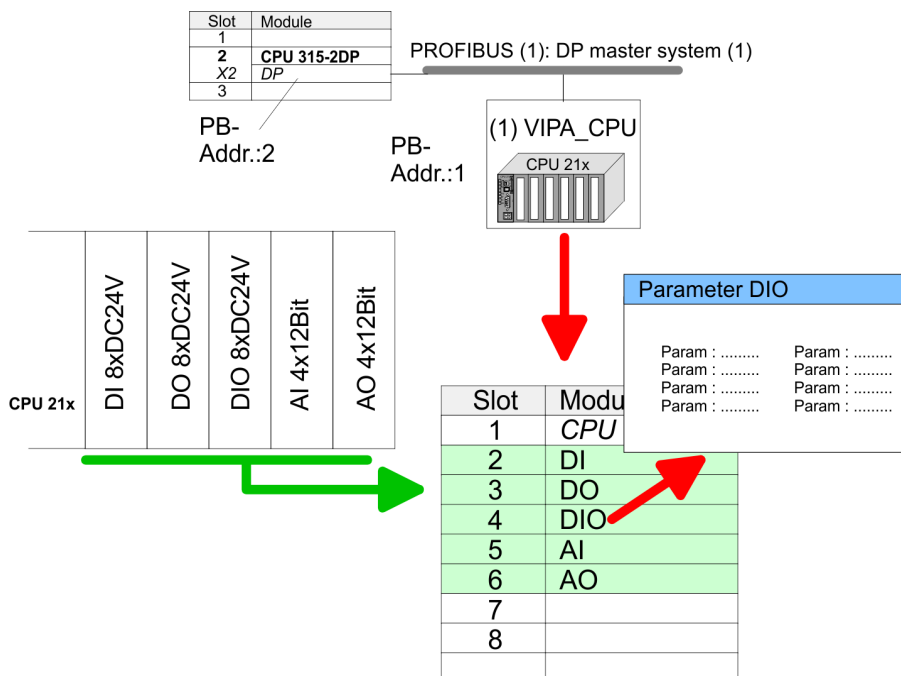 Slot Module
1
2 CPU 315-2DP
X2 DP
3
PROFIBUS (1): DP master system (1)
PB-
Addr.:2
PB-
Addr.:1
(1) VIPA_CPU
CPU 21x
CPU 21x
DI 8xDC24V
DO 8xDC24V
DIO 8xDC24V
AI 4x12Bit
AO 4x12Bit
Parameter DIO
Param : ......... Param : .........
Param : ......... Param : .........
Param : ......... Param : .........
Param : ......... Param : .........
Slot Modu
1 CPU
2 DI
3 DO
4 DIO
5 AI
6 AO
7
8